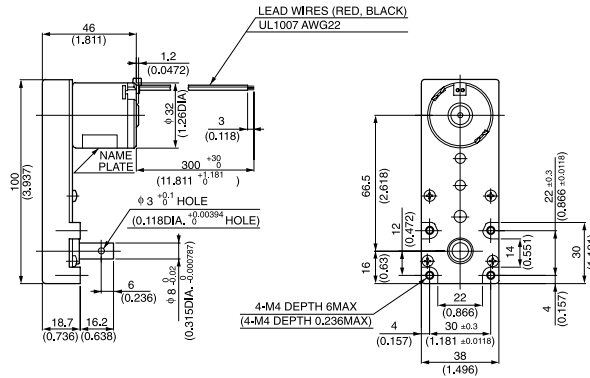 LEAD WIRES (RED, BLACK)
UL1007 AWG22
46
(1.811)
1.2
(0.0472)
φ 32
(1.26DIA)
3
(0.118)
NAME
PLATE
300 +30 0
(11.811 +1.181 0)
100
(3.937)
φ 3 +0.1 0 HOLE
(0.118DIA. +0.00394 0 HOLE)
6
(0.236)
φ 8 0 -0.02
(0.315DIA. 0 -0.000787)
18.7
(0.736)
16.2
(0.638)
66.5
(2.618)
12
(0.472)
16
(0.63)
22 ±0.3
(0.866 ±0.0118)
14
(0.551)
30
4
(0.157)
4-M4 DEPTH 6MAX
(4-M4 DEPTH 0.236MAX)
22
(0.866)
4
(0.157)
30 ±0.3
(1.181 ±0.0118)
38
(1.496)